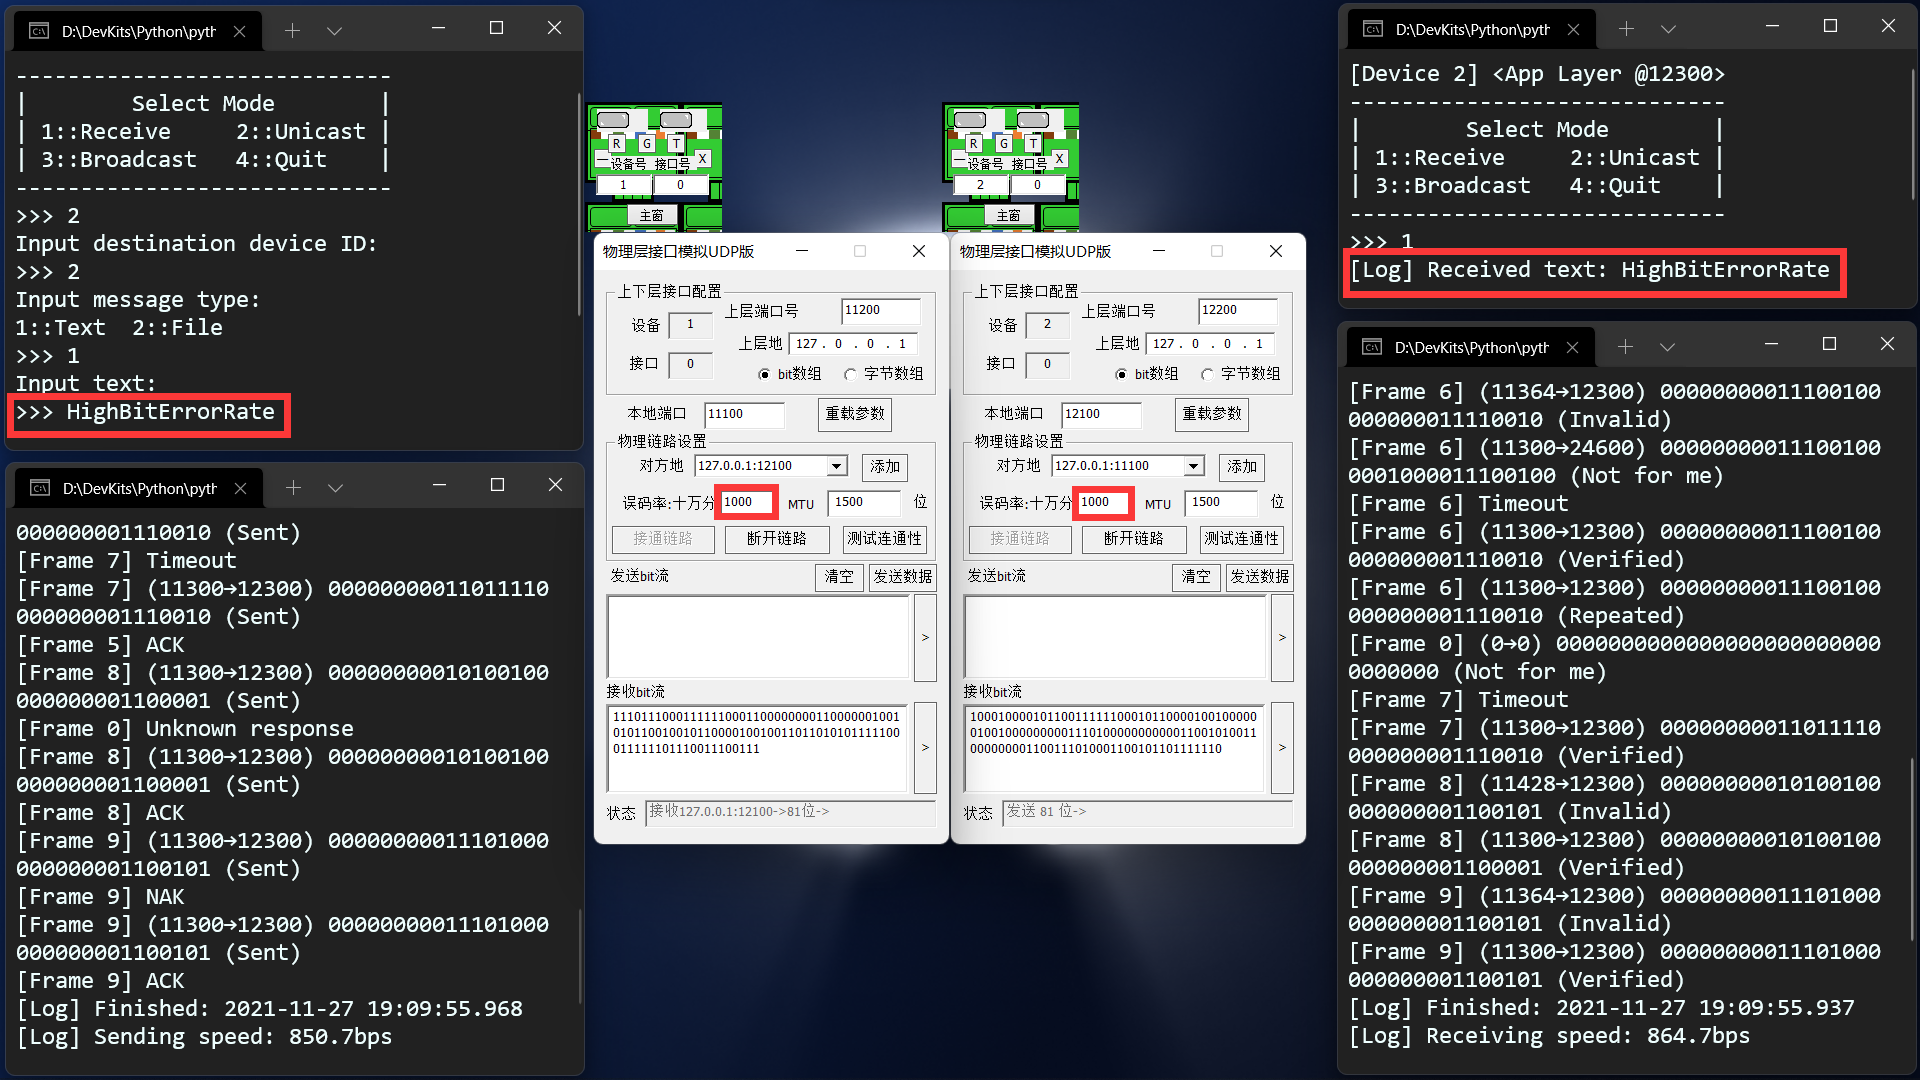 D:\DevKits\Python\pyth
------------------------------
|        Select Mode        |
| 1::Receive     2::Unicast |
| 3::Broadcast   4::Quit    |
------------------------------
>>> 2
Input destination device ID:
>>> 2
Input message type:
1::Text  2::File
>>> 1
Input text:
>>> HighBitErrorRate
D:\DevKits\Python\pyth
0000000001110010 (Sent)
[Frame 7] Timeout
[Frame 7] (11300→12300) 00000000011011110
0000000001110010 (Sent)
[Frame 5] ACK
[Frame 8] (11300→12300) 00000000010100100
0000000001100001 (Sent)
[Frame 0] Unknown response
[Frame 8] (11300→12300) 00000000010100100
0000000001100001 (Sent)
[Frame 8] ACK
[Frame 9] (11300→12300) 00000000011101000
0000000001100101 (Sent)
[Frame 9] NAK
[Frame 9] (11300→12300) 00000000011101000
0000000001100101 (Sent)
[Frame 9] ACK
[Log] Finished: 2021-11-27 19:09:55.968
[Log] Sending speed: 850.7bps
R G T
一 设备号 接口号 X
1 0
主窗
R G T
一 设备号 接口号 X
2 0
主窗
物理层接口模拟UDP版
上下层接口配置
设备 1 上层端口号 11200
上层地 127 . 0 . 0 . 1
接口 0
bit数组 字节数组
本地端口 11100 重载参数
物理链路设置
对方地 127.0.0.1:12100 添加
误码率:十万分 1000 MTU 1500 位
接通链路 断开链路 测试连通性
发送bit流 清空 发送数据
>
接收bit流
>
状态 接收127.0.0.1:12100->81位->
物理层接口模拟UDP版
上下层接口配置
设备 2 上层端口号 12200
上层地 127 . 0 . 0 . 1
接口 0
bit数组 字节数组
本地端口 12100 重载参数
物理链路设置
对方地 127.0.0.1:11100 添加
误码率:十万分 1000 MTU 1500 位
接通链路 断开链路 测试连通性
发送bit流 清空 发送数据
>
接收bit流
>
状态 发送 81 位->
D:\DevKits\Python\pyth
[Device 2] <App Layer @12300>
-----------------------------
|        Select Mode        |
| 1::Receive     2::Unicast |
| 3::Broadcast   4::Quit    |
-----------------------------
>>> 1
[Log] Received text: HighBitErrorRate
D:\DevKits\Python\pyth
[Frame 6] (11364→12300) 00000000011100100
0000000011110010 (Invalid)
[Frame 6] (11300→24600) 00000000011100100
0001000011100100 (Not for me)
[Frame 6] Timeout
[Frame 6] (11300→12300) 00000000011100100
0000000001110010 (Verified)
[Frame 6] (11300→12300) 00000000011100100
0000000001110010 (Repeated)
[Frame 0] (0→0) 0000000000000000000000000
0000000 (Not for me)
[Frame 7] Timeout
[Frame 7] (11300→12300) 00000000011011110
0000000001110010 (Verified)
[Frame 8] (11428→12300) 00000000010100100
0000000001100101 (Invalid)
[Frame 8] (11300→12300) 00000000010100100
0000000001100001 (Verified)
[Frame 9] (11364→12300) 00000000011101000
0000000001100101 (Invalid)
[Frame 9] (11300→12300) 00000000011101000
0000000001100101 (Verified)
[Log] Finished: 2021-11-27 19:09:55.937
[Log] Receiving speed: 864.7bps